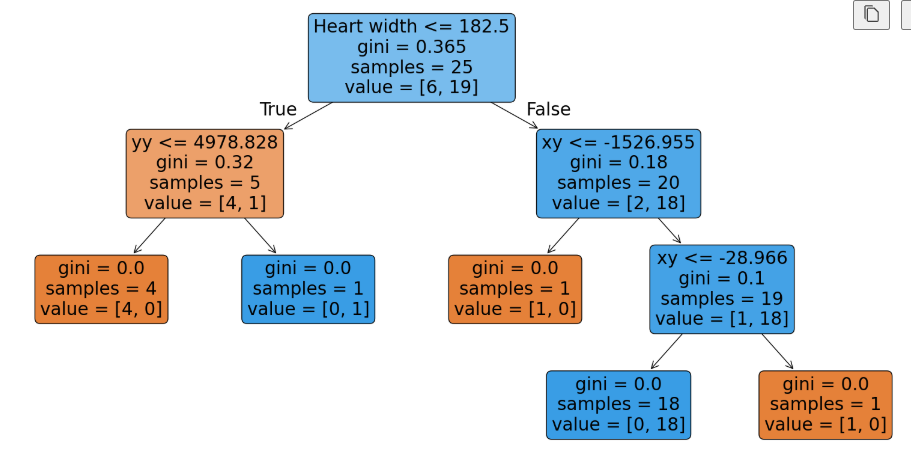 Heart width <= 182.5
gini = 0.365
samples = 25
value = [6, 19]
True
False
yy <= 4978.828
gini = 0.32
samples = 5
value = [4, 1]
xy <= -1526.955
gini = 0.18
samples = 20
value = [2, 18]
gini = 0.0
samples = 4
value = [4, 0]
gini = 0.0
samples = 1
value = [0, 1]
gini = 0.0
samples = 1
value = [1, 0]
xy <= -28.966
gini = 0.1
samples = 19
value = [1, 18]
gini = 0.0
samples = 18
value = [0, 18]
gini = 0.0
samples = 1
value = [1, 0]